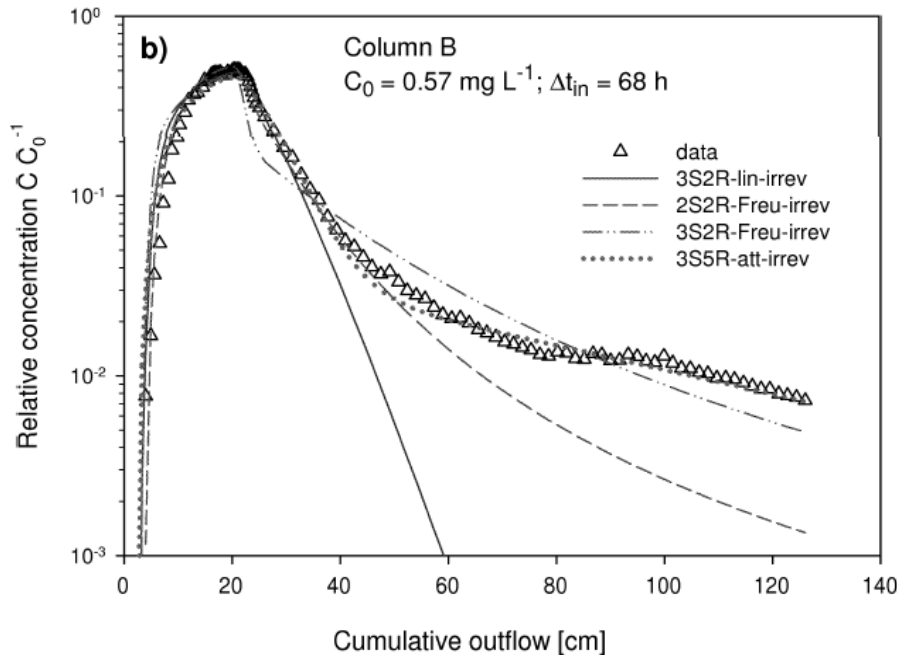 b)
Column B
C₀ = 0.57 mg L⁻¹; Δtᵢₙ = 68 h
data
3S2R-lin-irrev
2S2R-Freu-irrev
3S2R-Freu-irrev
3S5R-att-irrev
Relative concentration C C₀⁻¹
10⁰
10⁻¹
10⁻²
10⁻³
0 20 40 60 80 100 120 140
Cumulative outflow [cm]